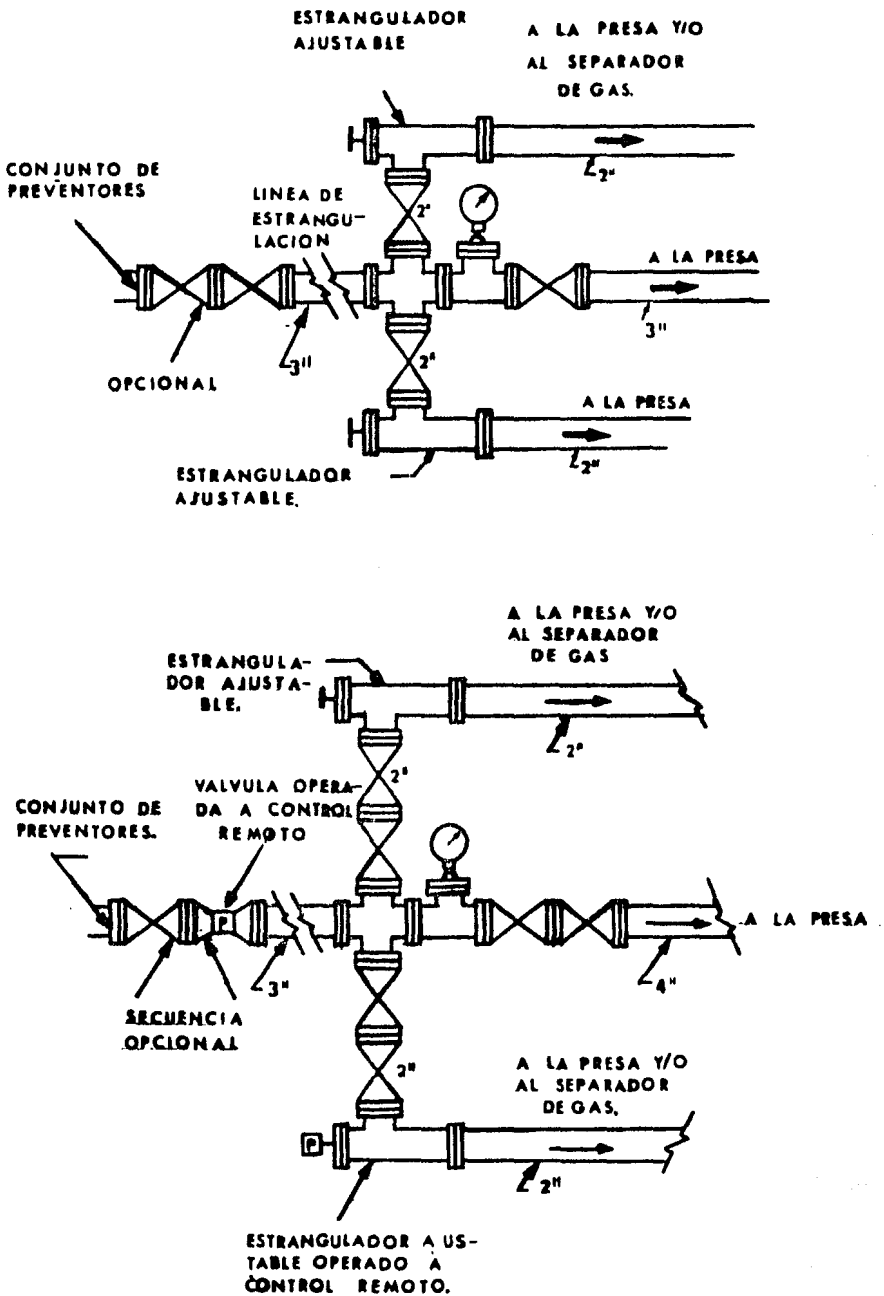 ESTRANGULADOR
AJUSTABLE
A LA PRESA Y/O
AL SEPARADOR
DE GAS.
2"
CONJUNTO DE
PREVENTORES
LINEA DE
ESTRANGU-
LACION
2"
A LA PRESA
3"
3"
OPCIONAL
2"
A LA PRESA
2"
ESTRANGULADOR
AJUSTABLE.
A LA PRESA Y/O
AL SEPARADOR
DE GAS
ESTRANGULA-
DOR AJUSTA-
BLE.
2"
2"
VALVULA OPERA-
DA A CONTROL
REMOTO
CONJUNTO DE
PREVENTORES.
P
A LA PRESA
3"
4"
SECUENCIA
OPCIONAL
2"
A LA PRESA Y/O
AL SEPARADOR
DE GAS.
P
2"
ESTRANGULADOR A US-
TABLE OPERADO A
CONTROL REMOTO.